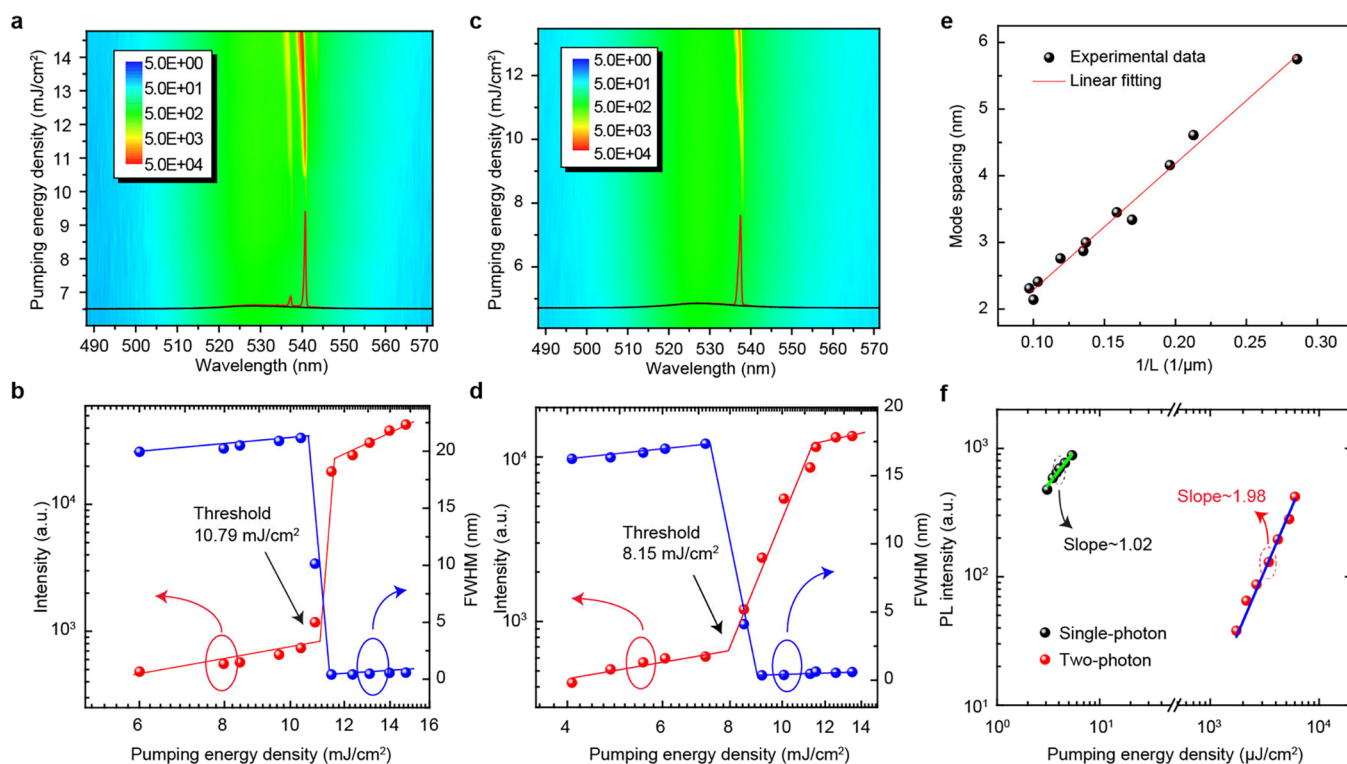 a
Pumping energy density (mJ/cm²)
14
13
12
11
10
9
8
7
5.0E+00
5.0E+01
5.0E+02
5.0E+03
5.0E+04
490 500 510 520 530 540 550 560 570
Wavelength (nm)
c
Pumping energy density (mJ/cm²)
12
10
8
6
5.0E+00
5.0E+01
5.0E+02
5.0E+03
5.0E+04
490 500 510 520 530 540 550 560 570
Wavelength (nm)
e
Mode spacing (nm)
6
5
4
3
2
Experimental data
Linear fitting
0.10 0.15 0.20 0.25 0.30
1/L (1/μm)
b
Intensity (a.u.)
10⁴
10³
Threshold
10.79 mJ/cm²
20
15
10
5
0
FWHM (nm)
6 8 10 12 14 16
Pumping energy density (mJ/cm²)
d
Intensity (a.u.)
10⁴
10³
Threshold
8.15 mJ/cm²
20
15
10
5
0
FWHM (nm)
4 6 8 10 12 14
Pumping energy density (mJ/cm²)
f
PL intensity (a.u.)
10³
10²
10¹
Slope~1.98
Slope~1.02
Single-photon
Two-photon
10⁰ 10¹ 10³ 10⁴
Pumping energy density (μJ/cm²)